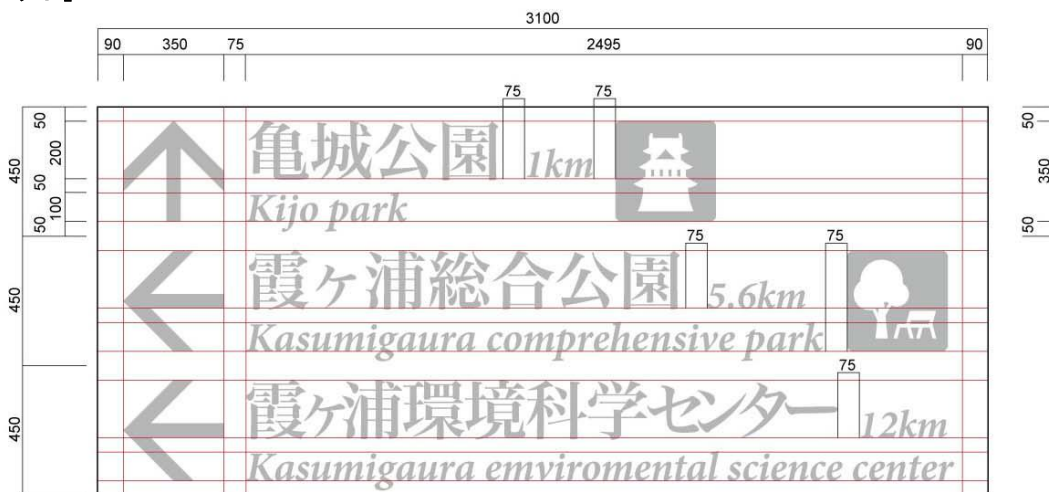 3100
90 350 75 2495 90
75 75
50 200 50 100 50
450
亀城公園 1km
Kijo park
50 350 50
75 75
450
霞ヶ浦総合公園 5.6km
Kasumigaura comprehensive park
75
450
霞ヶ浦環境科学センター 12km
Kasumigaura emviromental science center